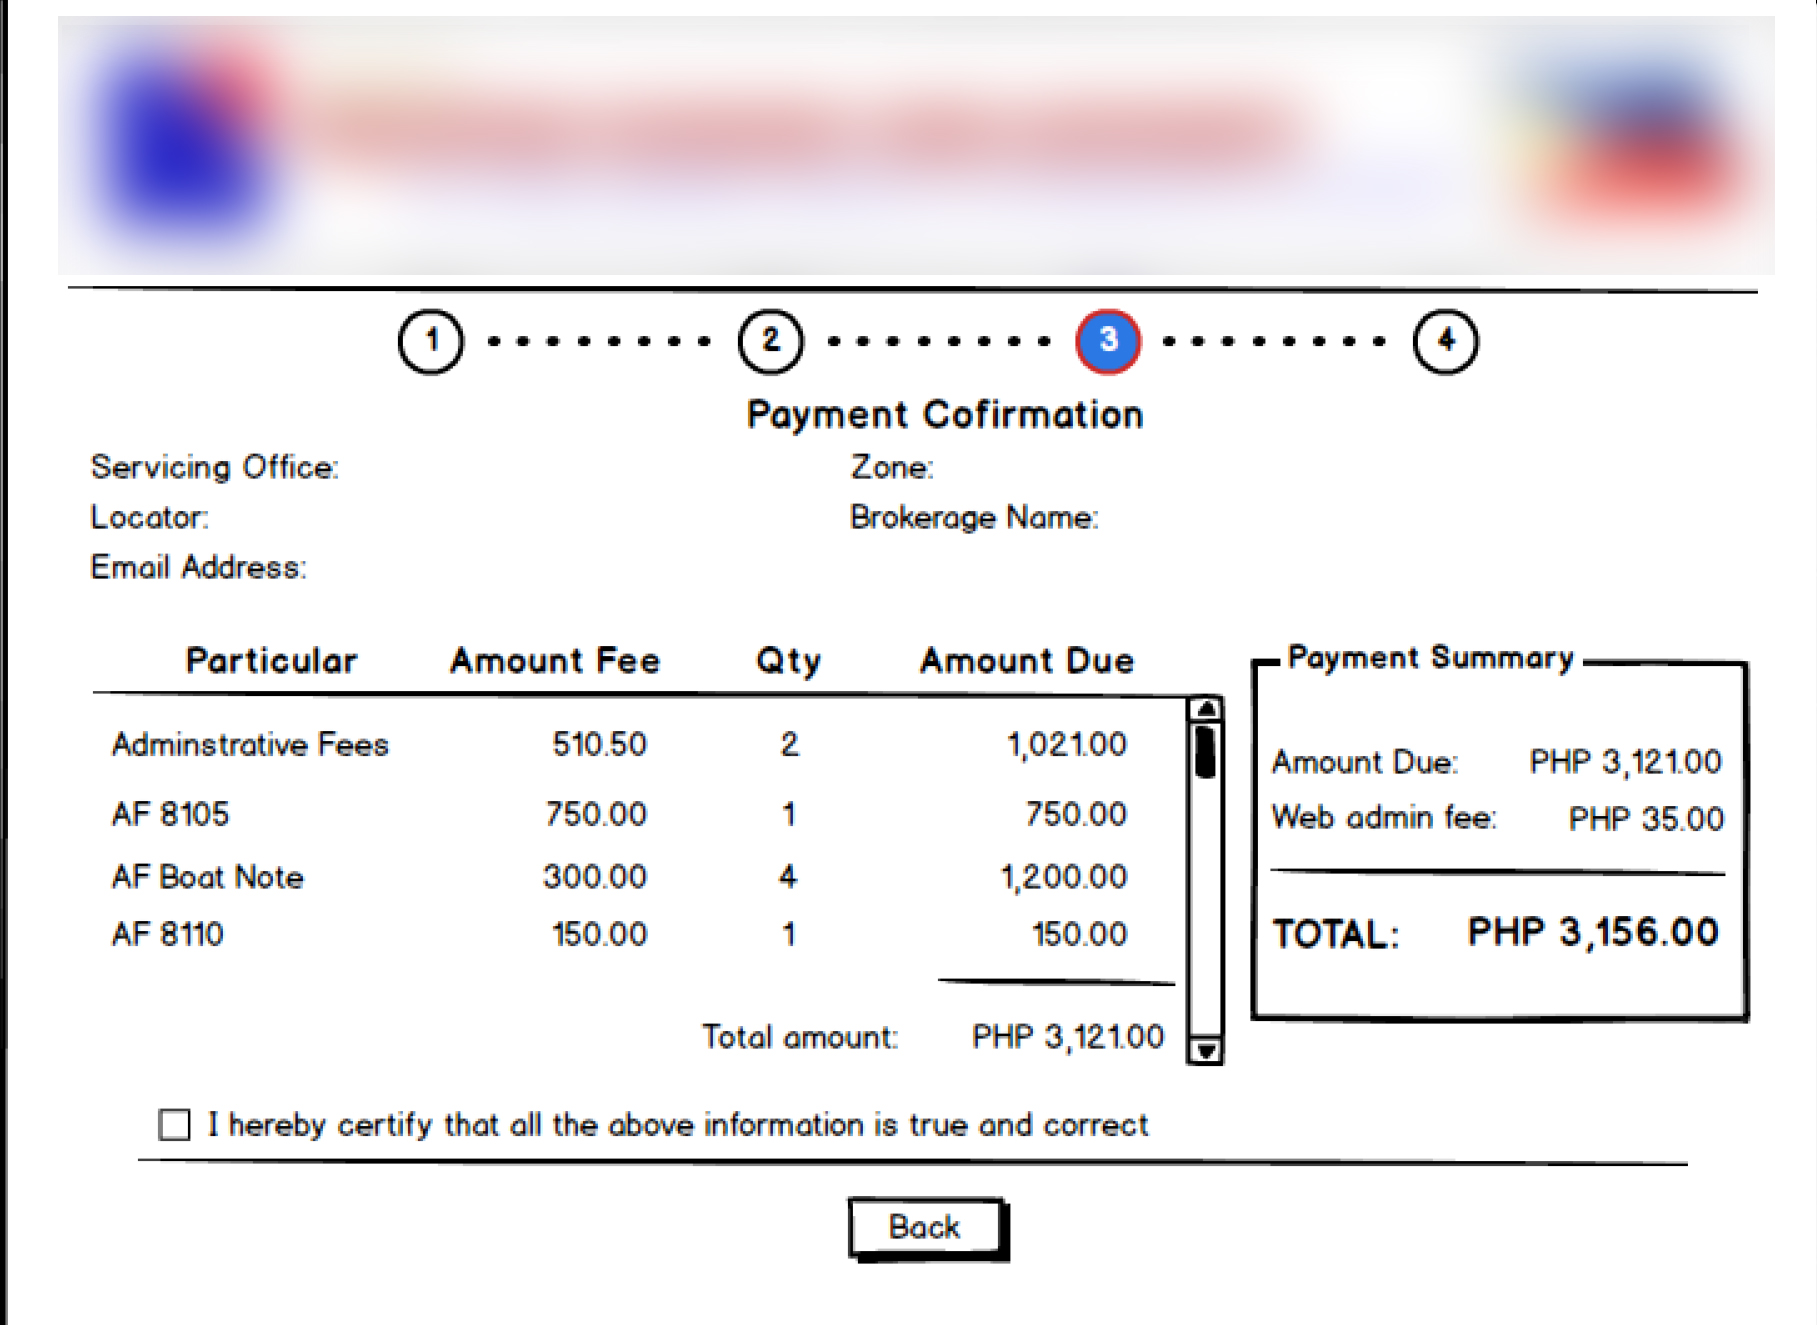 1 2 3 4
Payment Cofirmation
Servicing Office: Zone:
Locator: Brokerage Name:
Email Address:
Particular Amount Fee Qty Amount Due
Adminstrative Fees 510.50 2 1,021.00
AF 8105 750.00 1 750.00
AF Boat Note 300.00 4 1,200.00
AF 8110 150.00 1 150.00
Total amount: PHP 3,121.00
Payment Summary
Amount Due: PHP 3,121.00
Web admin fee: PHP 35.00
TOTAL: PHP 3,156.00
I hereby certify that all the above information is true and correct
Back